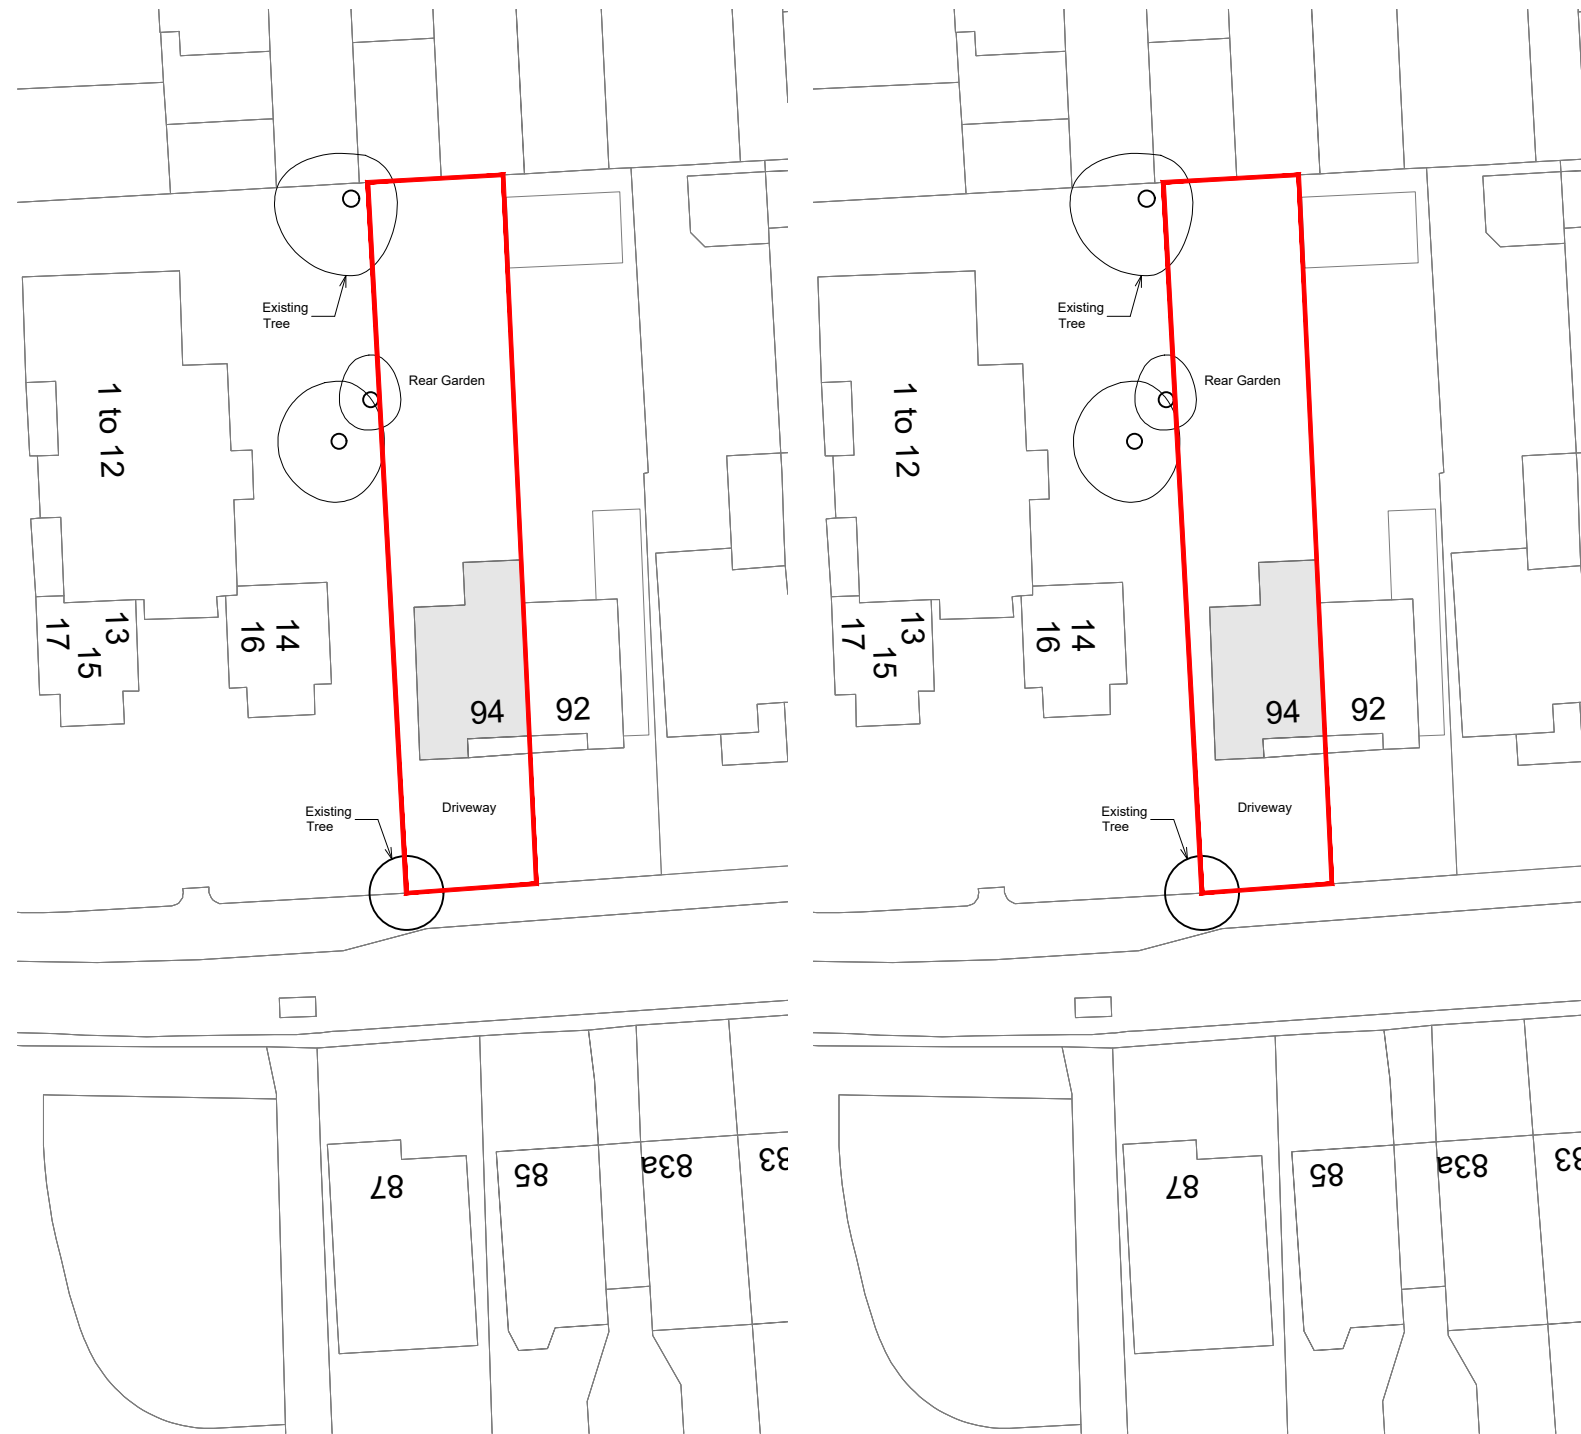 Existing
Tree
Rear Garden
1 to 12
13
15
17
14
16
94
92
Existing
Tree
Driveway
87
85
83a
83
Existing
Tree
Rear Garden
1 to 12
13
15
17
14
16
94
92
Existing
Tree
Driveway
87
85
83a
83